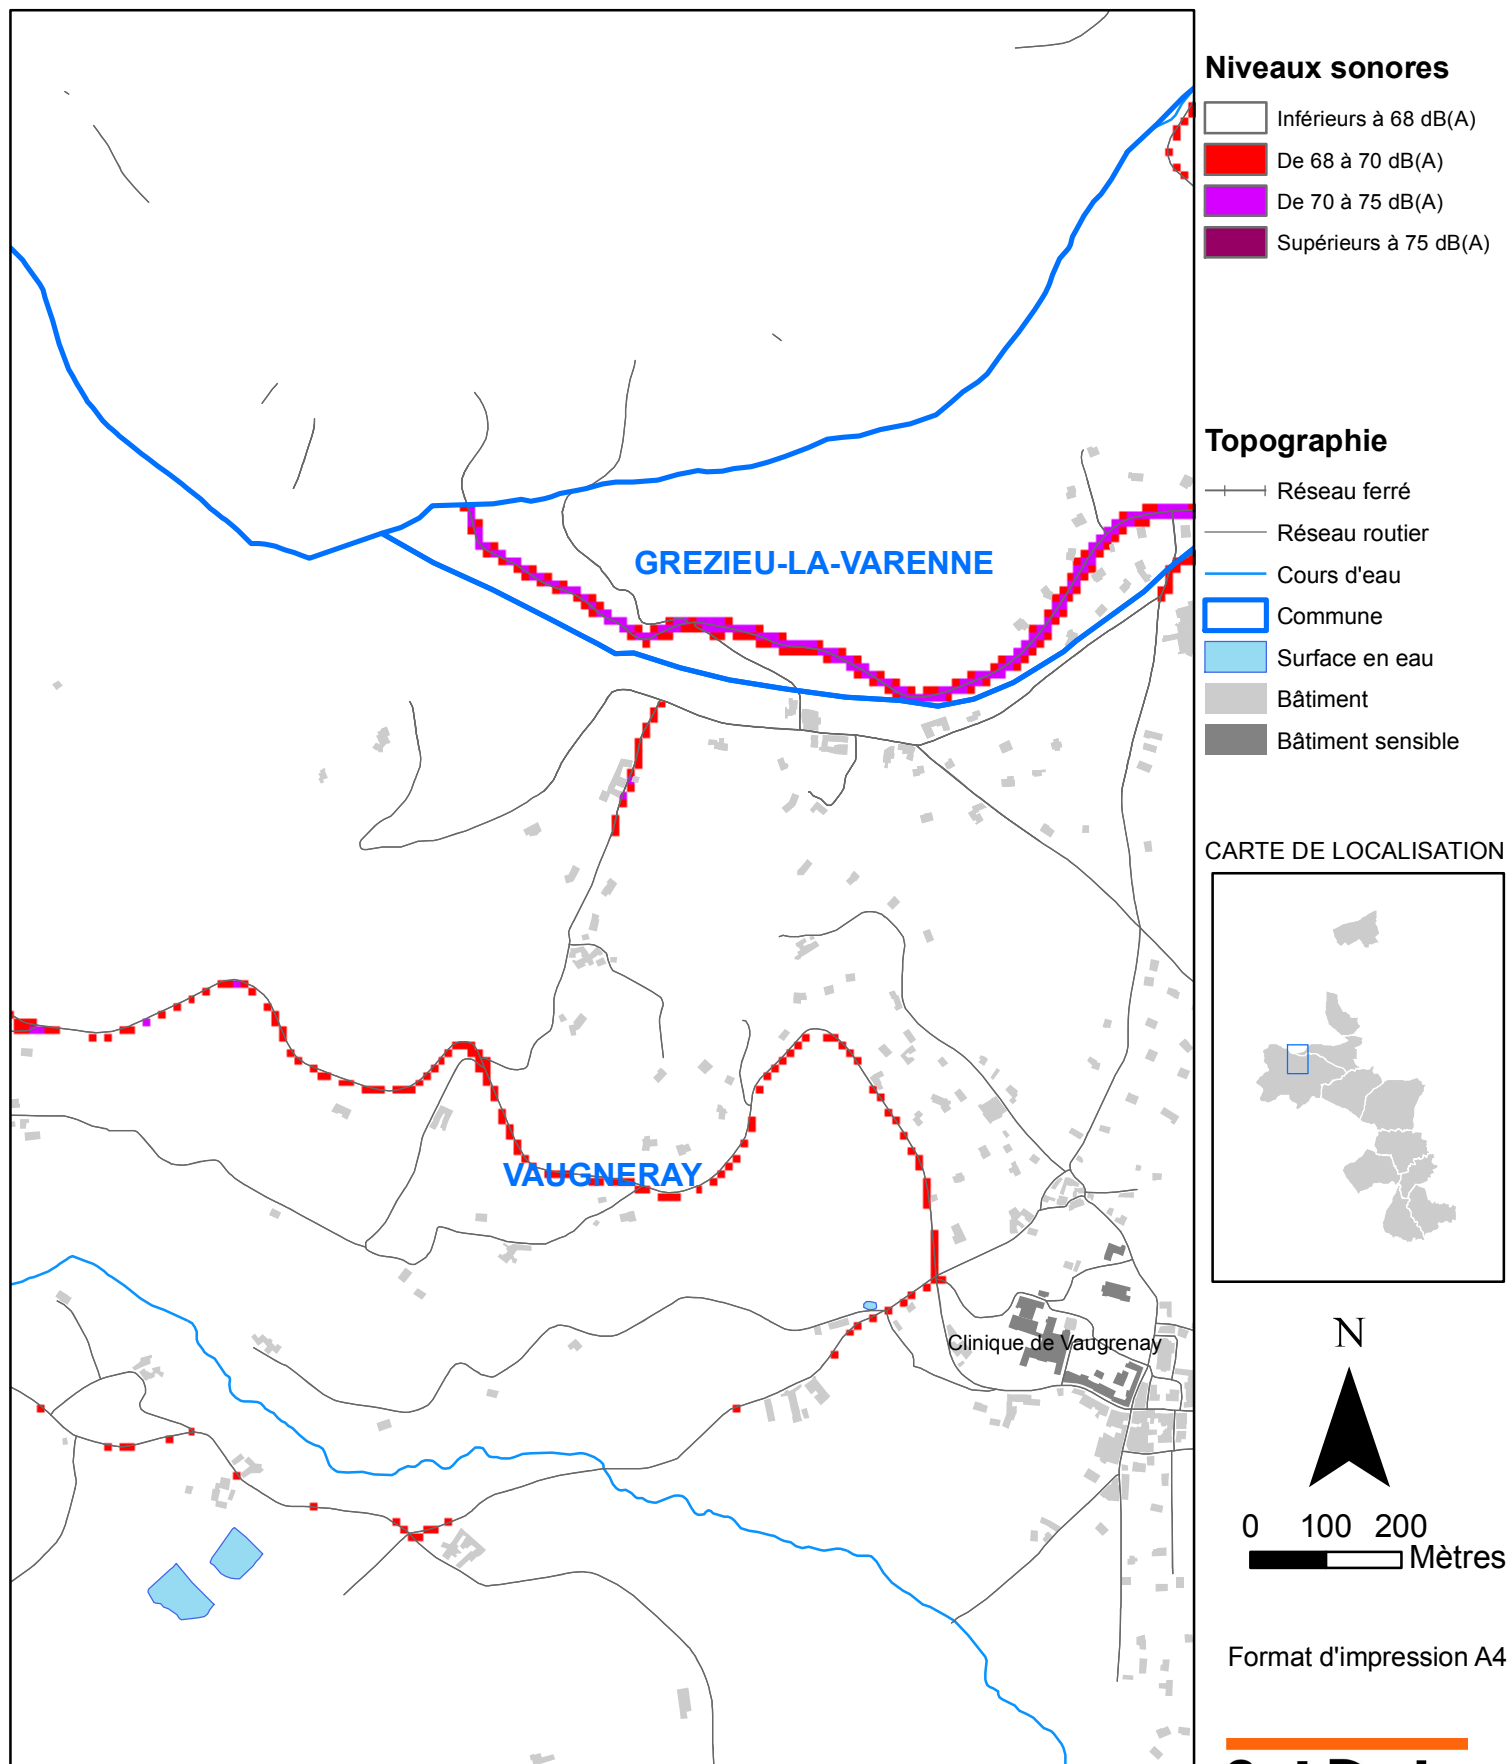 Niveaux sonores
Inférieurs à 68 dB(A)
De 68 à 70 dB(A)
De 70 à 75 dB(A)
Supérieurs à 75 dB(A)
Topographie
Réseau ferré
Réseau routier
Cours d'eau
Commune
Surface en eau
Bâtiment
Bâtiment sensible
CARTE DE LOCALISATION
GREZIEU-LA-VARENNE
VAUGNERAY
Clinique de Vaugrenay
N
0 100 200
Mètres
Format d'impression A4